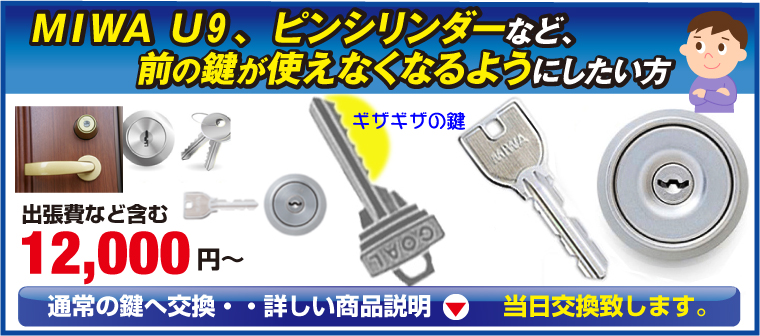 MIWA U9、ピンシリンダーなど、
前の鍵が使えなくなるようにしたい方
ギザギザの鍵
MIWA
GOAL
出張費など含む
12,000円～
通常の鍵へ交換・・詳しい商品説明
当日交換致します。